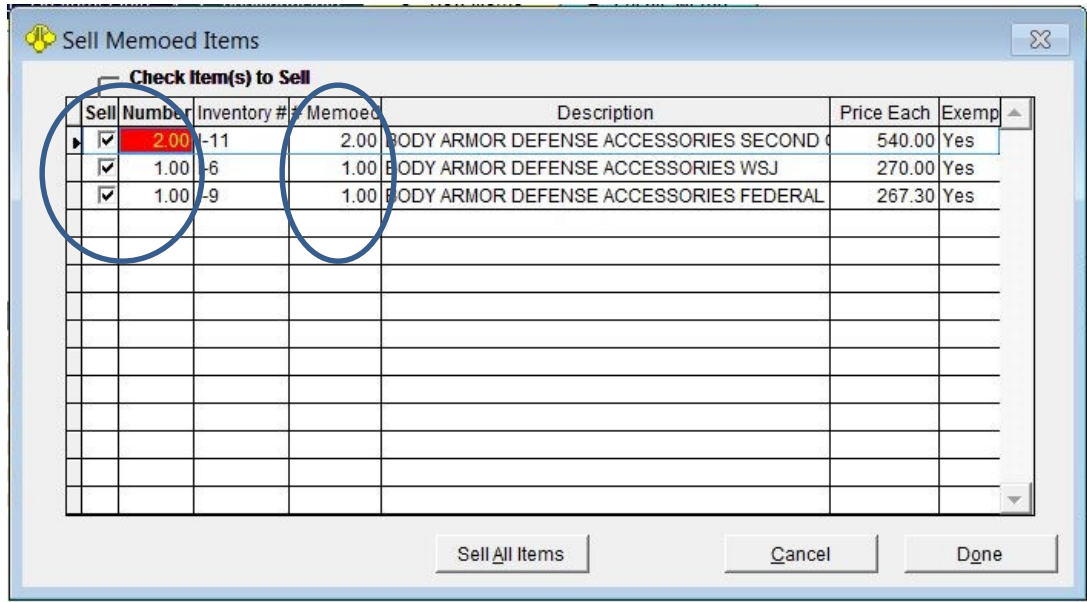 Sell Memoed Items
Check Item(s) to Sell
Sell Number Inventory # # Memoed Description Price Each Exemp
2.00 I-11 2.00 BODY ARMOR DEFENSE ACCESSORIES SECOND 540.00 Yes
1.00 I-6 1.00 BODY ARMOR DEFENSE ACCESSORIES WSJ 270.00 Yes
1.00 I-9 1.00 BODY ARMOR DEFENSE ACCESSORIES FEDERAL 267.30 Yes
Sell All Items Cancel Done